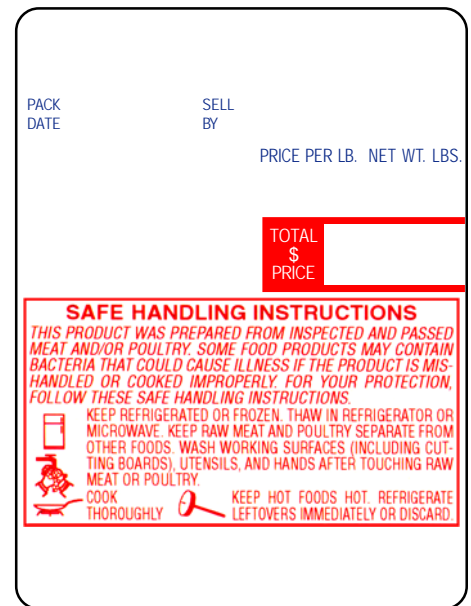 PACK SELL
DATE BY
PRICE PER LB. NET WT. LBS.
TOTAL
$
PRICE
SAFE HANDLING INSTRUCTIONS
THIS PRODUCT WAS PREPARED FROM INSPECTED AND PASSED
MEAT AND/OR POULTRY. SOME FOOD PRODUCTS MAY CONTAIN
BACTERIA THAT COULD CAUSE ILLNESS IF THE PRODUCT IS MIS-
HANDLED OR COOKED IMPROPERLY. FOR YOUR PROTECTION,
FOLLOW THESE SAFE HANDLING INSTRUCTIONS.
KEEP REFRIGERATED OR FROZEN. THAW IN REFRIGERATOR OR
MICROWAVE. KEEP RAW MEAT AND POULTRY SEPARATE FROM
OTHER FOODS. WASH WORKING SURFACES (INCLUDING CUT-
TING BOARDS), UTENSILS, AND HANDS AFTER TOUCHING RAW
MEAT OR POULTRY.
COOK
THOROUGHLY
KEEP HOT FOODS HOT. REFRIGERATE
LEFTOVERS IMMEDIATELY OR DISCARD.